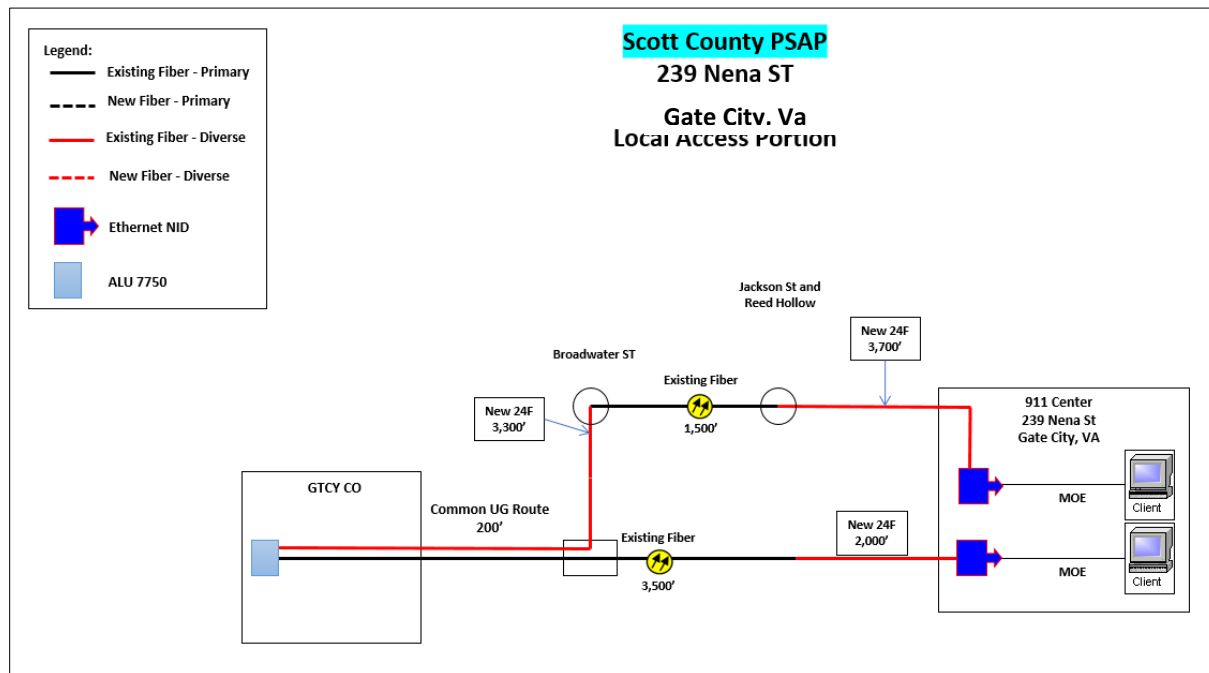 Scott County PSAP
239 Nena ST
Gate City, Va
Local Access Portion
Legend:
Existing Fiber - Primary
New Fiber - Primary
Existing Fiber - Diverse
New Fiber - Diverse
Ethernet NID
ALU 7750
Jackson St and
Reed Hollow
New 24F
3,700’
Broadwater ST
Existing Fiber
1,500’
New 24F
3,300’
911 Center
239 Nena St
Gate City, VA
GTCY CO
Common UG Route
200’
Existing Fiber
3,500’
New 24F
2,000’
MOE
Client
MOE
Client